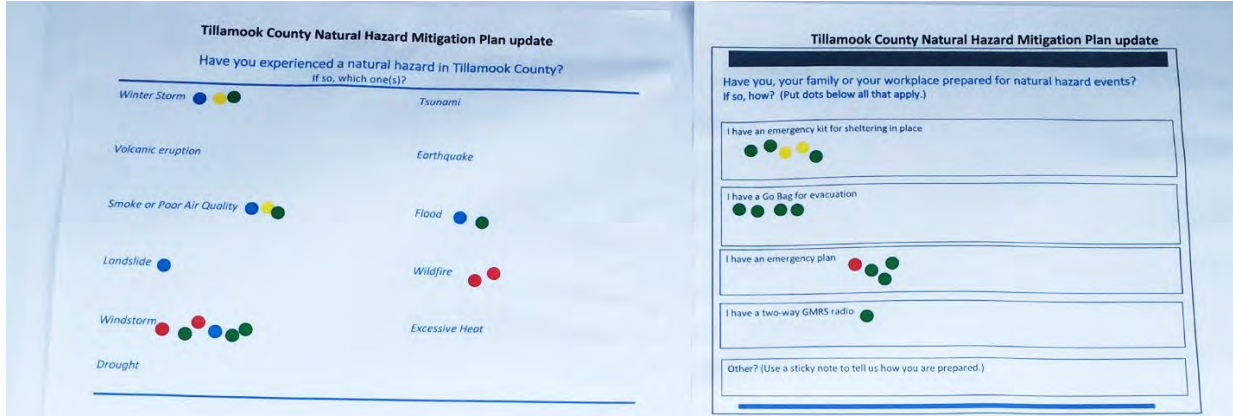 Tillamook County Natural Hazard Mitigation Plan update
Have you experienced a natural hazard in Tillamook County?
If so, which one(s)?
Winter Storm
Tsunami
Volcanic eruption
Earthquake
Smoke or Poor Air Quality
Flood
Landslide
Wildfire
Windstorm
Excessive Heat
Drought
Tillamook County Natural Hazard Mitigation Plan update
Have you, your family or your workplace prepared for natural hazard events?
If so, how? (Put dots below all that apply.)
I have an emergency kit for sheltering in place
I have a Go Bag for evacuation
I have an emergency plan
I have a two-way GMRS radio
Other? (Use a sticky note to tell us how you are prepared.)